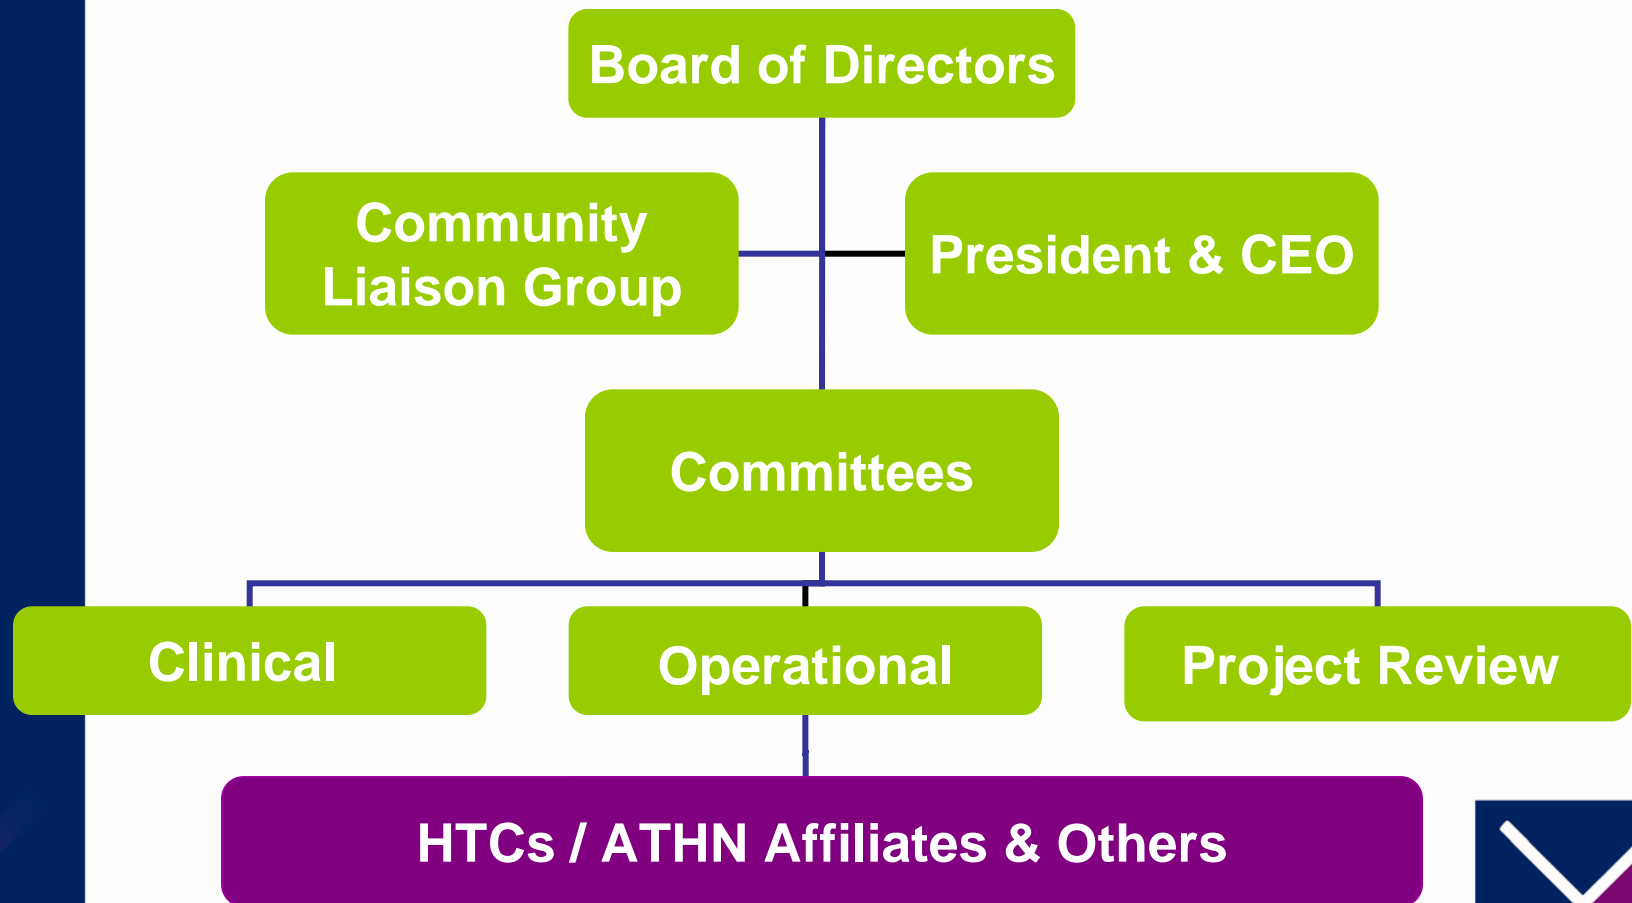 Board of Directors
Community
Liaison Group
President & CEO
Committees
Clinical
Operational
Project Review
HTCs / ATHN Affiliates & Others